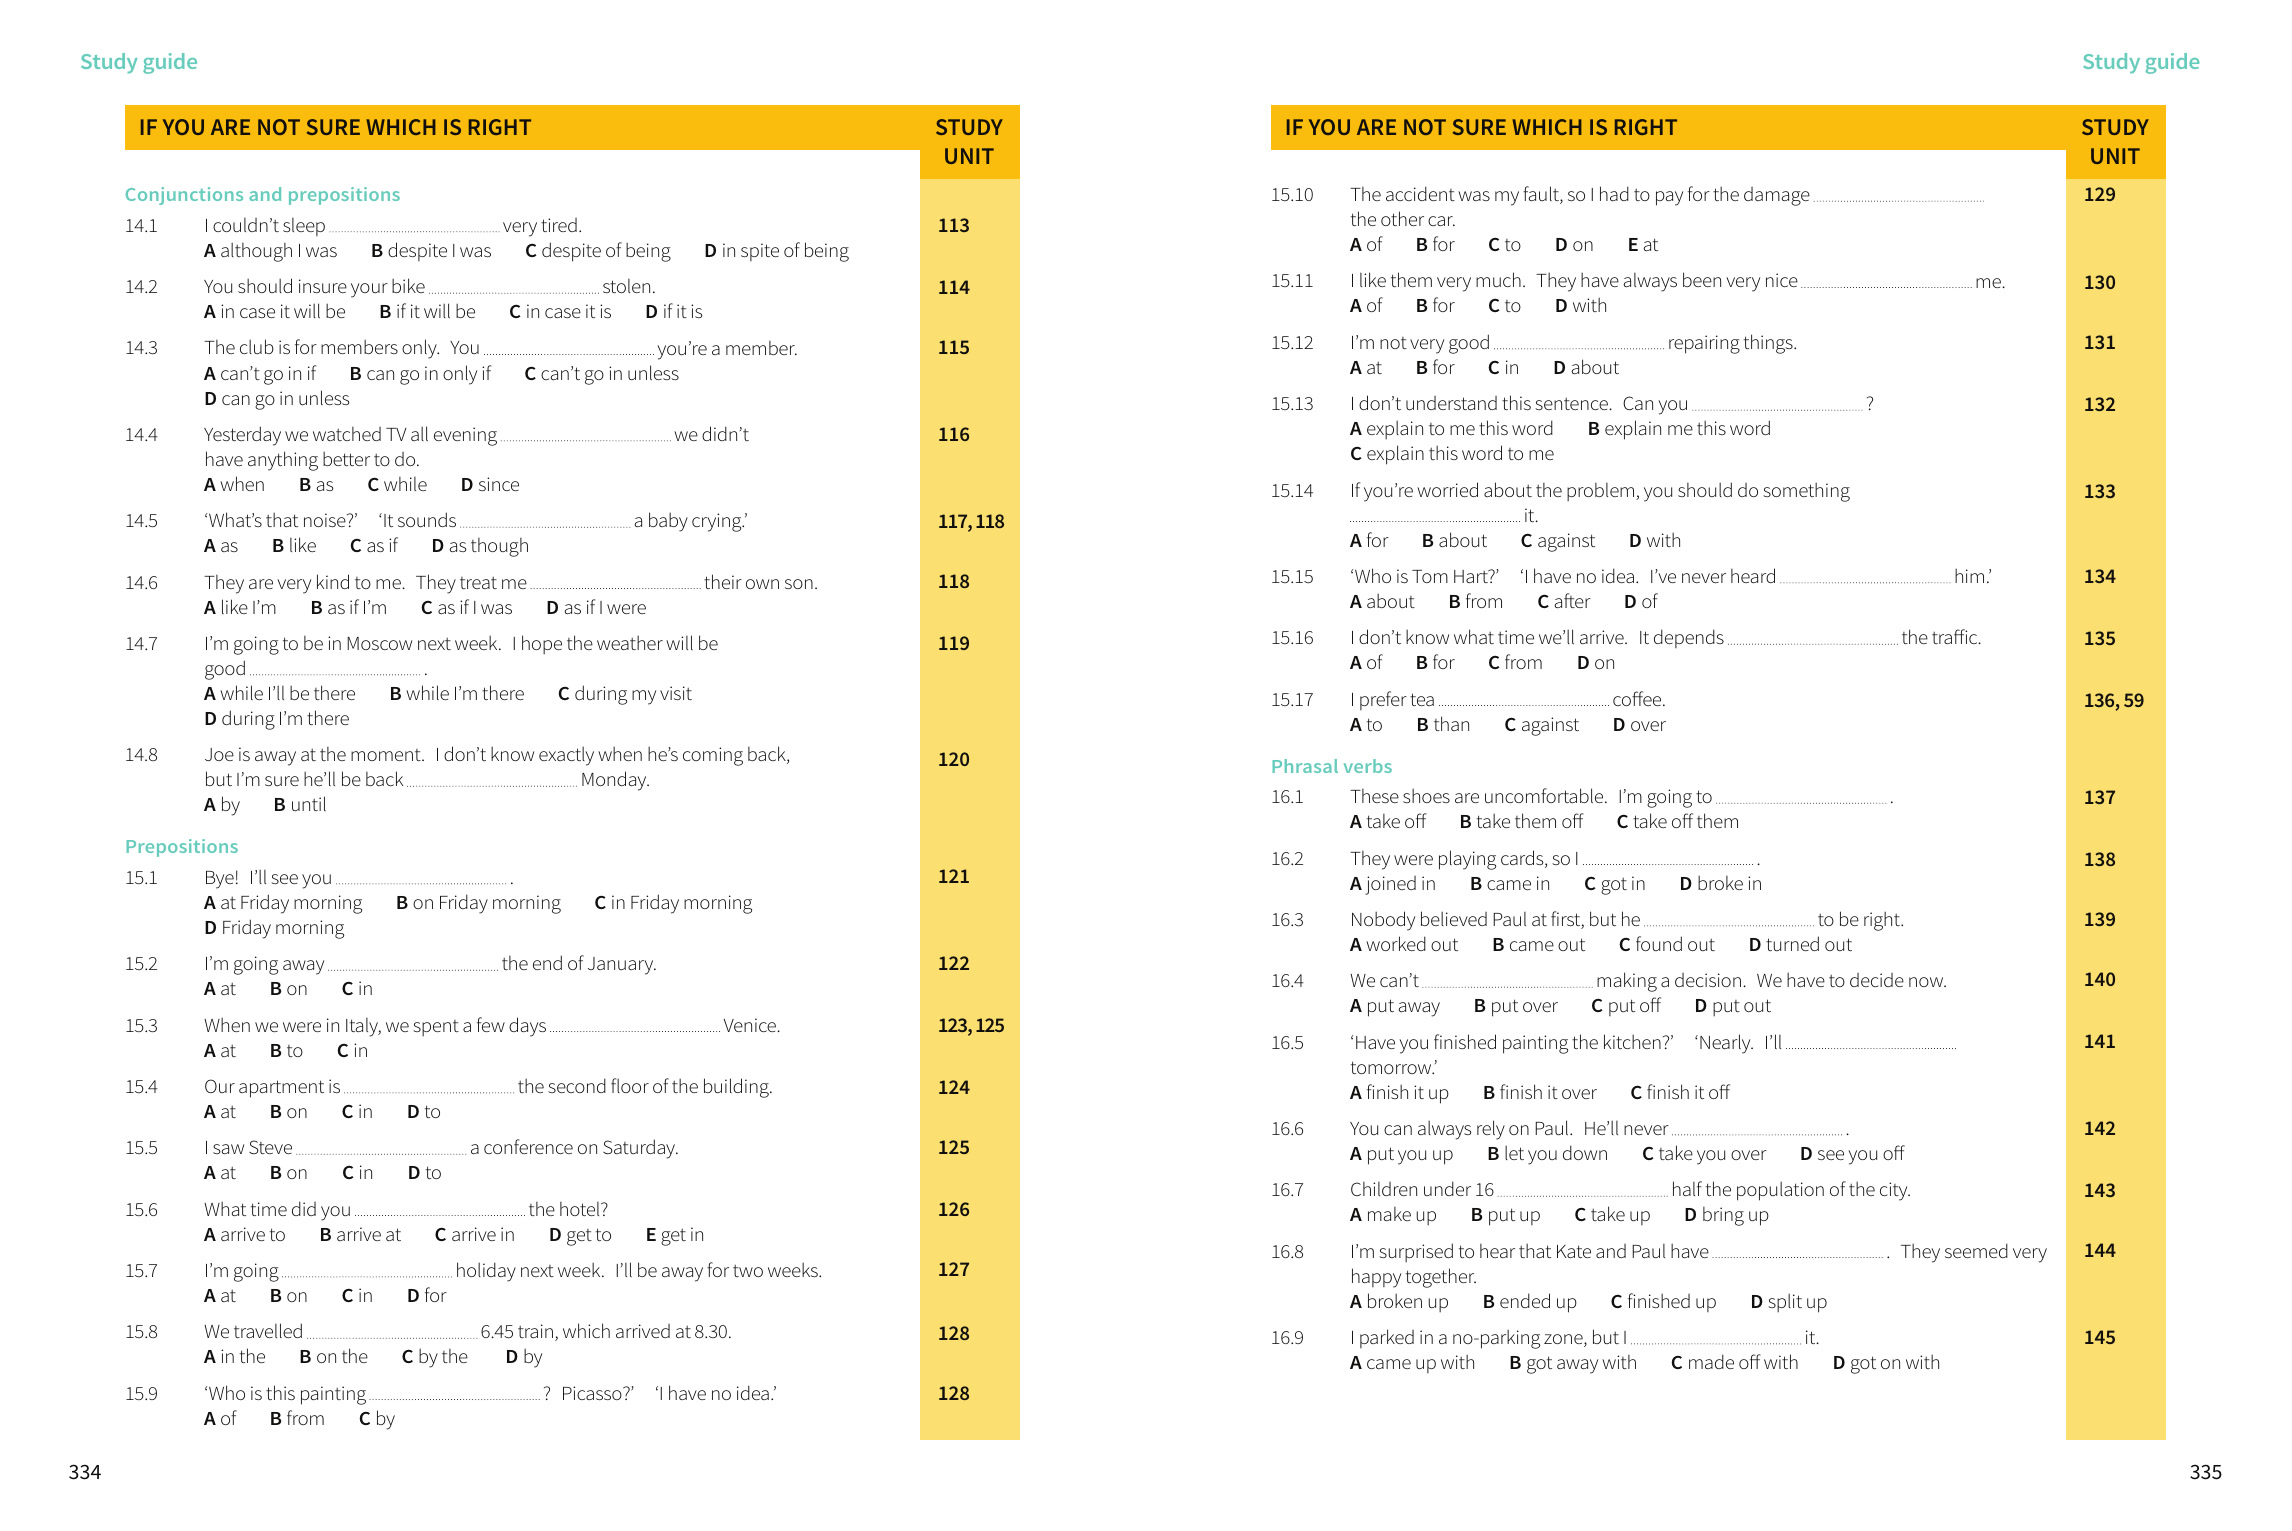 Study guide
IF YOU ARE NOT SURE WHICH IS RIGHT
STUDY
UNIT
Conjunctions and prepositions
14.1 I couldn’t sleep ........ very tired. 113
A although I was B despite I was C despite of being D in spite of being
14.2 You should insure your bike ........ stolen. 114
A in case it will be B if it will be C in case it is D if it is
14.3 The club is for members only. You ........ you’re a member. 115
A can’t go in if B can go in only if C can’t go in unless
D can go in unless
14.4 Yesterday we watched TV all evening ........ we didn’t 116
have anything better to do.
A when B as C while D since
14.5 ‘What’s that noise?’ ‘It sounds ........ a baby crying.’ 117, 118
A as B like C as if D as though
14.6 They are very kind to me. They treat me ........ their own son. 118
A like I’m B as if I’m C as if I was D as if I were
14.7 I’m going to be in Moscow next week. I hope the weather will be 119
good ........ .
A while I’ll be there B while I’m there C during my visit
D during I’m there
14.8 Joe is away at the moment. I don’t know exactly when he’s coming back, 120
but I’m sure he’ll be back ........ Monday.
A by B until
Prepositions
15.1 Bye! I’ll see you ........ . 121
A at Friday morning B on Friday morning C in Friday morning
D Friday morning
15.2 I’m going away ........ the end of January. 122
A at B on C in
15.3 When we were in Italy, we spent a few days ........ Venice. 123, 125
A at B to C in
15.4 Our apartment is ........ the second floor of the building. 124
A at B on C in D to
15.5 I saw Steve ........ a conference on Saturday. 125
A at B on C in D to
15.6 What time did you ........ the hotel? 126
A arrive to B arrive at C arrive in D get to E get in
15.7 I’m going ........ holiday next week. I’ll be away for two weeks. 127
A at B on C in D for
15.8 We travelled ........ 6.45 train, which arrived at 8.30. 128
A in the B on the C by the D by
15.9 ‘Who is this painting ........ ? Picasso?’ ‘I have no idea.’ 128
A of B from C by
334
Study guide
IF YOU ARE NOT SURE WHICH IS RIGHT
STUDY
UNIT
15.10 The accident was my fault, so I had to pay for the damage ........ 129
the other car.
A of B for C to D on E at
15.11 I like them very much. They have always been very nice ........ me. 130
A of B for C to D with
15.12 I’m not very good ........ repairing things. 131
A at B for C in D about
15.13 I don’t understand this sentence. Can you ........ ? 132
A explain to me this word B explain me this word
C explain this word to me
15.14 If you’re worried about the problem, you should do something 133
........ it.
A for B about C against D with
15.15 ‘Who is Tom Hart?’ ‘I have no idea. I’ve never heard ........ him.’ 134
A about B from C after D of
15.16 I don’t know what time we’ll arrive. It depends ........ the traffic. 135
A of B for C from D on
15.17 I prefer tea ........ coffee. 136, 59
A to B than C against D over
Phrasal verbs
16.1 These shoes are uncomfortable. I’m going to ........ . 137
A take off B take them off C take off them
16.2 They were playing cards, so I ........ . 138
A joined in B came in C got in D broke in
16.3 Nobody believed Paul at first, but he ........ to be right. 139
A worked out B came out C found out D turned out
16.4 We can’t ........ making a decision. We have to decide now. 140
A put away B put over C put off D put out
16.5 ‘Have you finished painting the kitchen?’ ‘Nearly. I’ll ........ 141
tomorrow.’
A finish it up B finish it over C finish it off
16.6 You can always rely on Paul. He’ll never ........ . 142
A put you up B let you down C take you over D see you off
16.7 Children under 16 ........ half the population of the city. 143
A make up B put up C take up D bring up
16.8 I’m surprised to hear that Kate and Paul have ........ . They seemed very 144
happy together.
A broken up B ended up C finished up D split up
16.9 I parked in a no-parking zone, but I ........ it. 145
A came up with B got away with C made off with D got on with
335